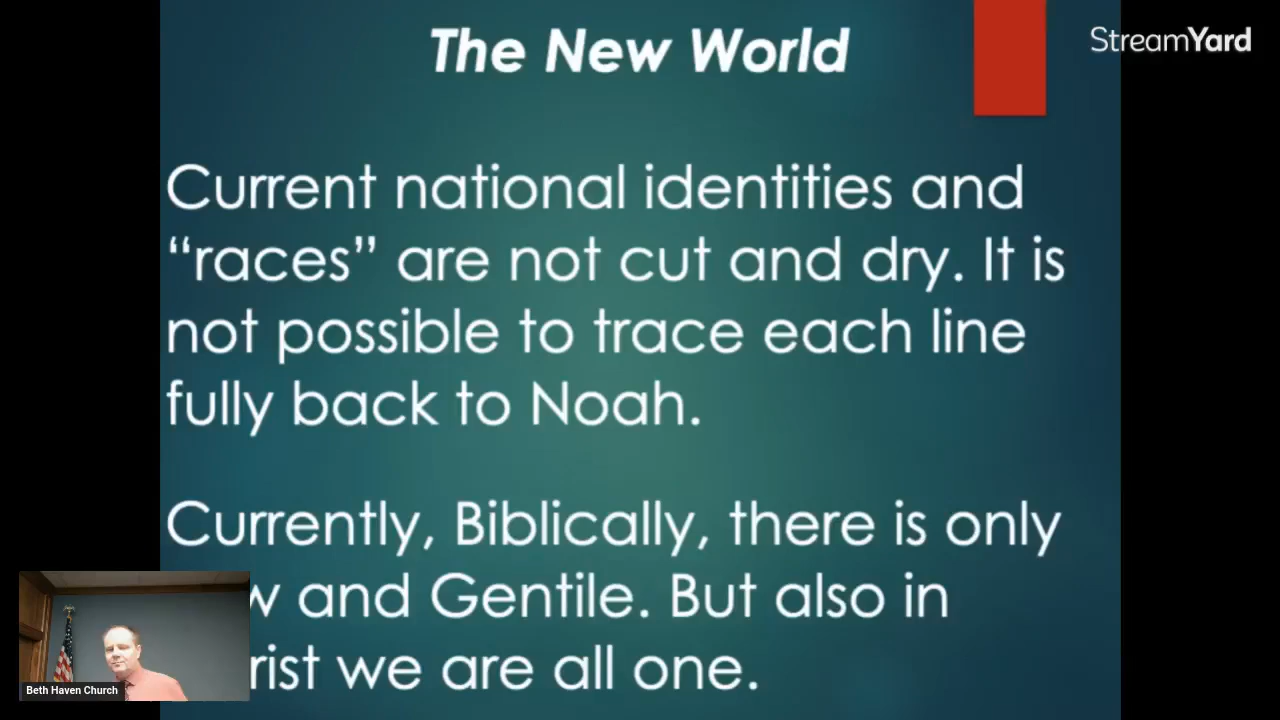 The New World
StreamYard
Current national identities and
“races” are not cut and dry. It is
not possible to trace each line
fully back to Noah.
Currently, Biblically, there is only
and Gentile. But also in
we are all one.
Beth Haven Church